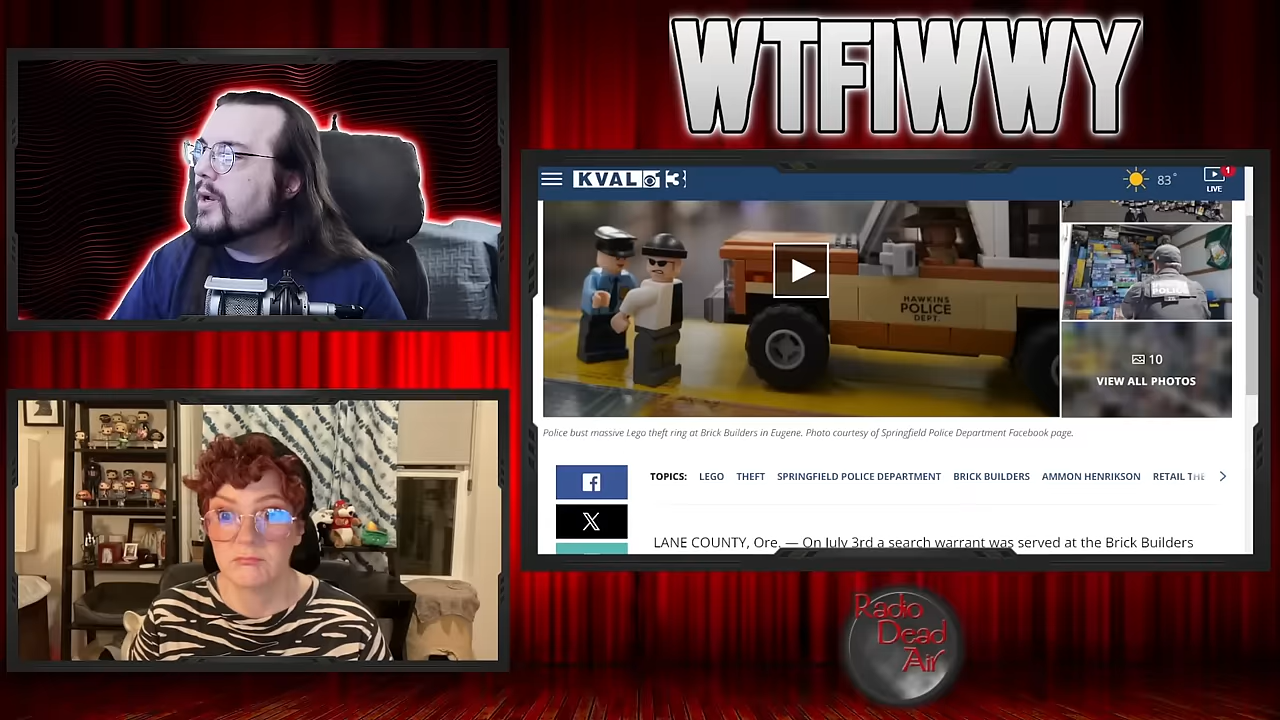 WTFIWWY
KVAL 3
83°
1
LIVE
HAWKINS
POLICE
DEPT.
POLICE
10
VIEW ALL PHOTOS
Police bust massive Lego theft ring at Brick Builders in Eugene. Photo courtesy of Springfield Police Department Facebook page.
TOPICS: LEGO THEFT SPRINGFIELD POLICE DEPARTMENT BRICK BUILDERS AMMON HENRIKSON RETAIL THE
LANE COUNTY, Ore. — On July 3rd a search warrant was served at the Brick Builders
Radio
Dead
Air